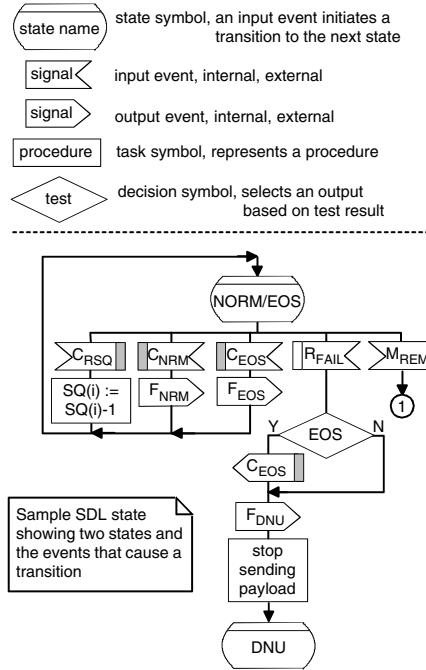 state name
state symbol, an input event initiates a
transition to the next state
signal
input event, internal, external
signal
output event, internal, external
procedure
task symbol, represents a procedure
test
decision symbol, selects an output
based on test result
NORM/EOS
CRSQ
CNRM
CEOS
RFAIL
MREM
SQ(i) :=
SQ(i)-1
FNRM
FEOS
1
Y
EOS
N
CEOS
FDNU
Sample SDL state
showing two states and
the events that cause a
transition
stop
sending
payload
DNU